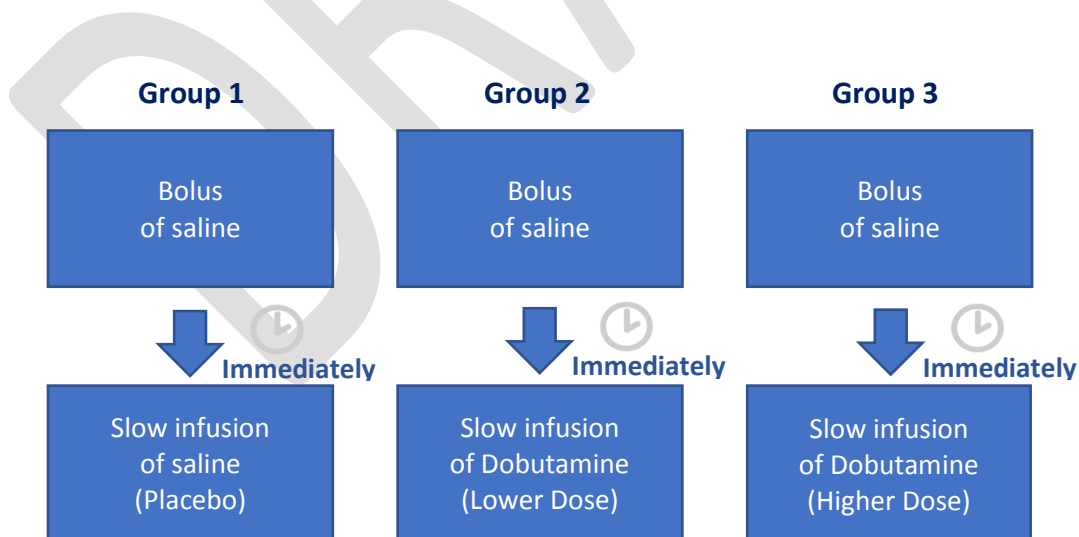 Group 1
Group 2
Group 3
Bolus
of saline
Bolus
of saline
Bolus
of saline
Immediately
Immediately
Immediately
Slow infusion
of saline
(Placebo)
Slow infusion
of Dobutamine
(Lower Dose)
Slow infusion
of Dobutamine
(Higher Dose)